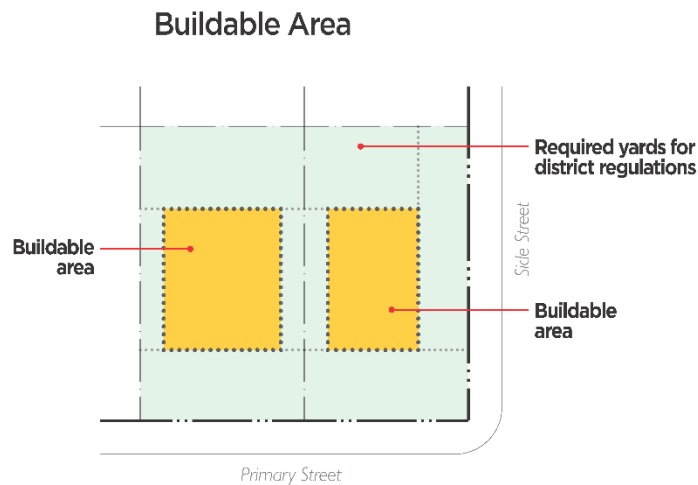 Buildable Area
Required yards for
district regulations
Side Street
Buildable
area
Buildable
area
Primary Street